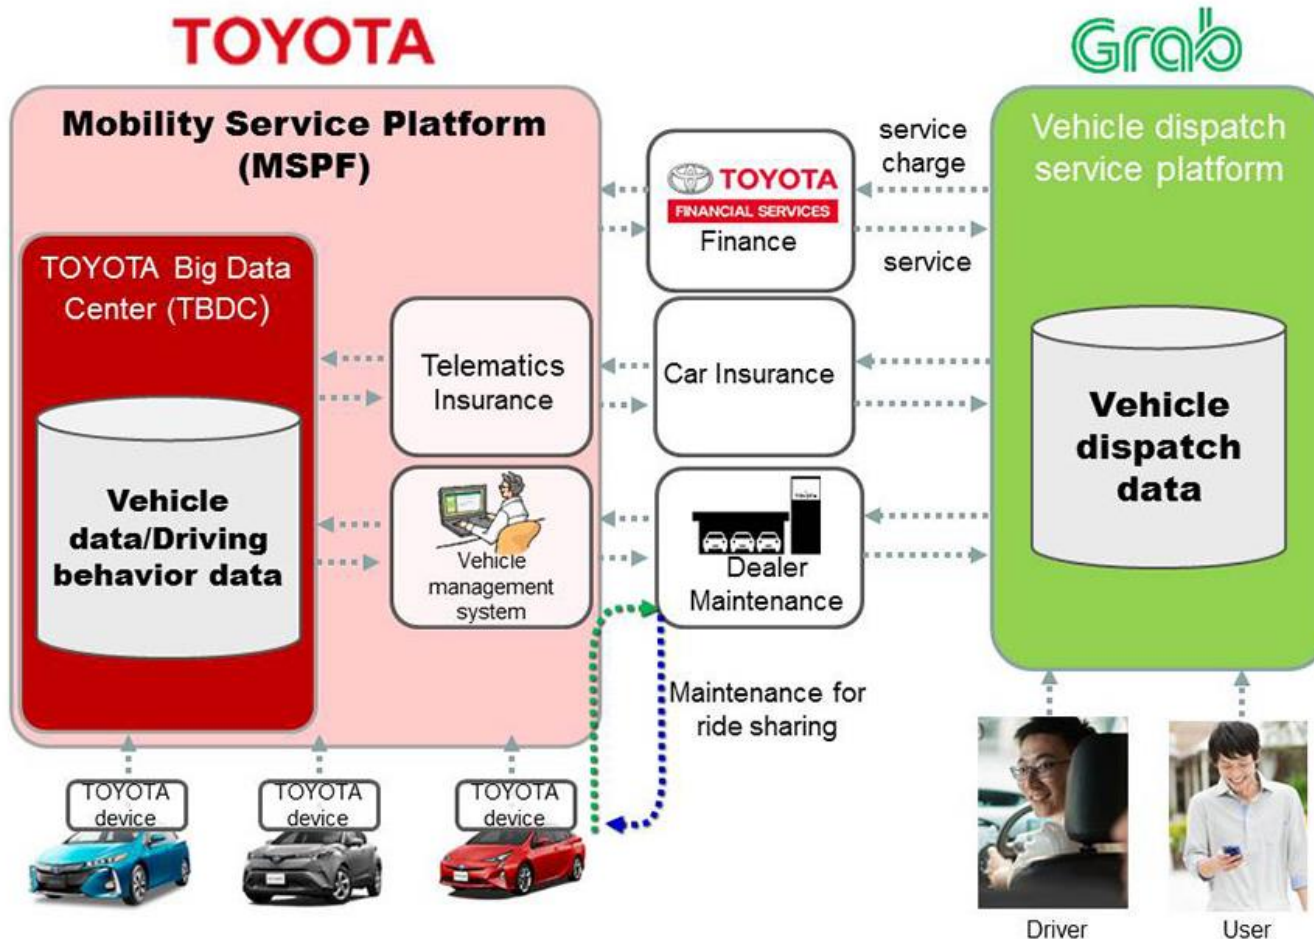 TOYOTA
Grab
Mobility Service Platform
(MSPF)
TOYOTA Big Data
Center (TBDC)
Vehicle
data/Driving
behavior data
Telematics
Insurance
Vehicle
management
system
TOYOTA
FINANCIAL SERVICES
Finance
Car Insurance
TOYOTA
Dealer
Maintenance
service
charge
service
Vehicle dispatch
service platform
Vehicle
dispatch
data
Maintenance for
ride sharing
TOYOTA
device
TOYOTA
device
TOYOTA
device
Driver
User